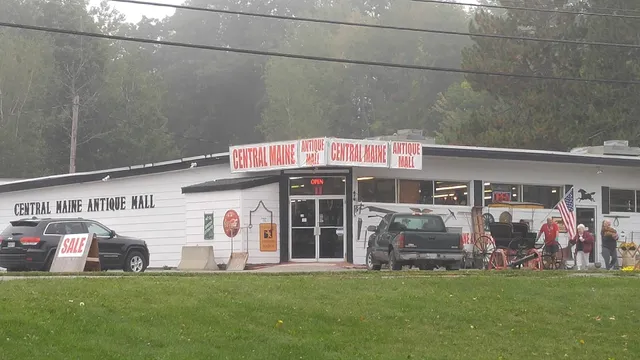 CENTRAL MAINE
ANTIQUE
MALL
CENTRAL MAINE
ANTIQUE
MALL
OPEN
CENTRAL MAINE ANTIQUE MALL
SALE